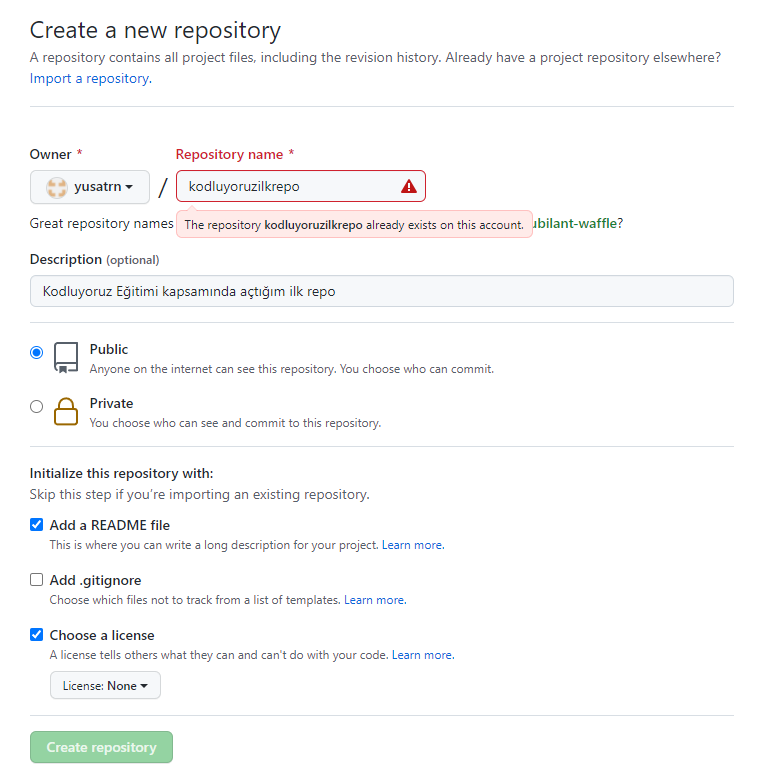 Create a new repository
A repository contains all project files, including the revision history. Already have a project repository elsewhere?
Import a repository.
Owner *
Repository name *
yusatrn
/
kodluyoruzilkrepo
Great repository names
The repository kodluyoruzilkrepo already exists on this account.
ubilant-waffle?
Description (optional)
Kodluyoruz Eğitimi kapsamında açtığım ilk repo
Public
Anyone on the internet can see this repository. You choose who can commit.
Private
You choose who can see and commit to this repository.
Initialize this repository with:
Skip this step if you're importing an existing repository.
Add a README file
This is where you can write a long description for your project. Learn more.
Add .gitignore
Choose which files not to track from a list of templates. Learn more.
Choose a license
A license tells others what they can and can't do with your code. Learn more.
License: None
Create repository